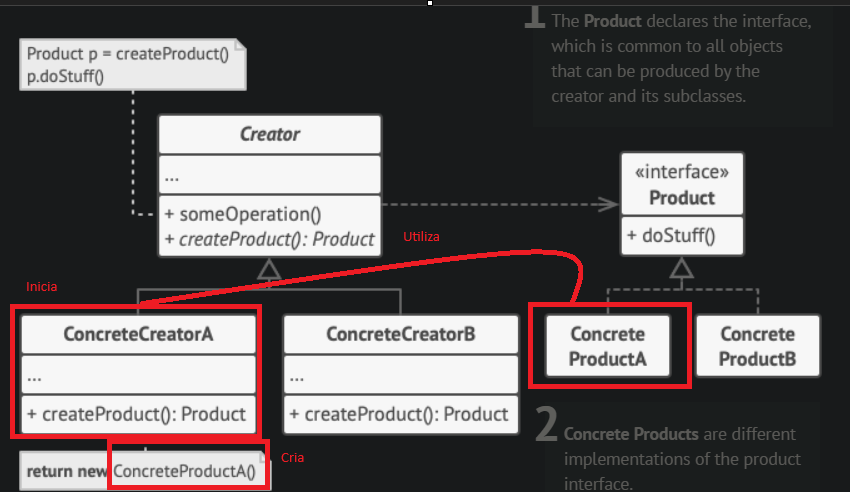 Product p = createProduct()
p.doStuff()
1
The Product declares the interface,
which is common to all objects
that can be produced by the
creator and its subclasses.
Creator
...
+ someOperation()
+ createProduct(): Product
«interface»
Product
+ doStuff()
Utiliza
Inicia
ConcreteCreatorA
...
+ createProduct(): Product
ConcreteCreatorB
...
+ createProduct(): Product
Concrete
ProductA
Concrete
ProductB
return new ConcreteProductA()
Cria
2
Concrete Products are different
implementations of the product
interface.